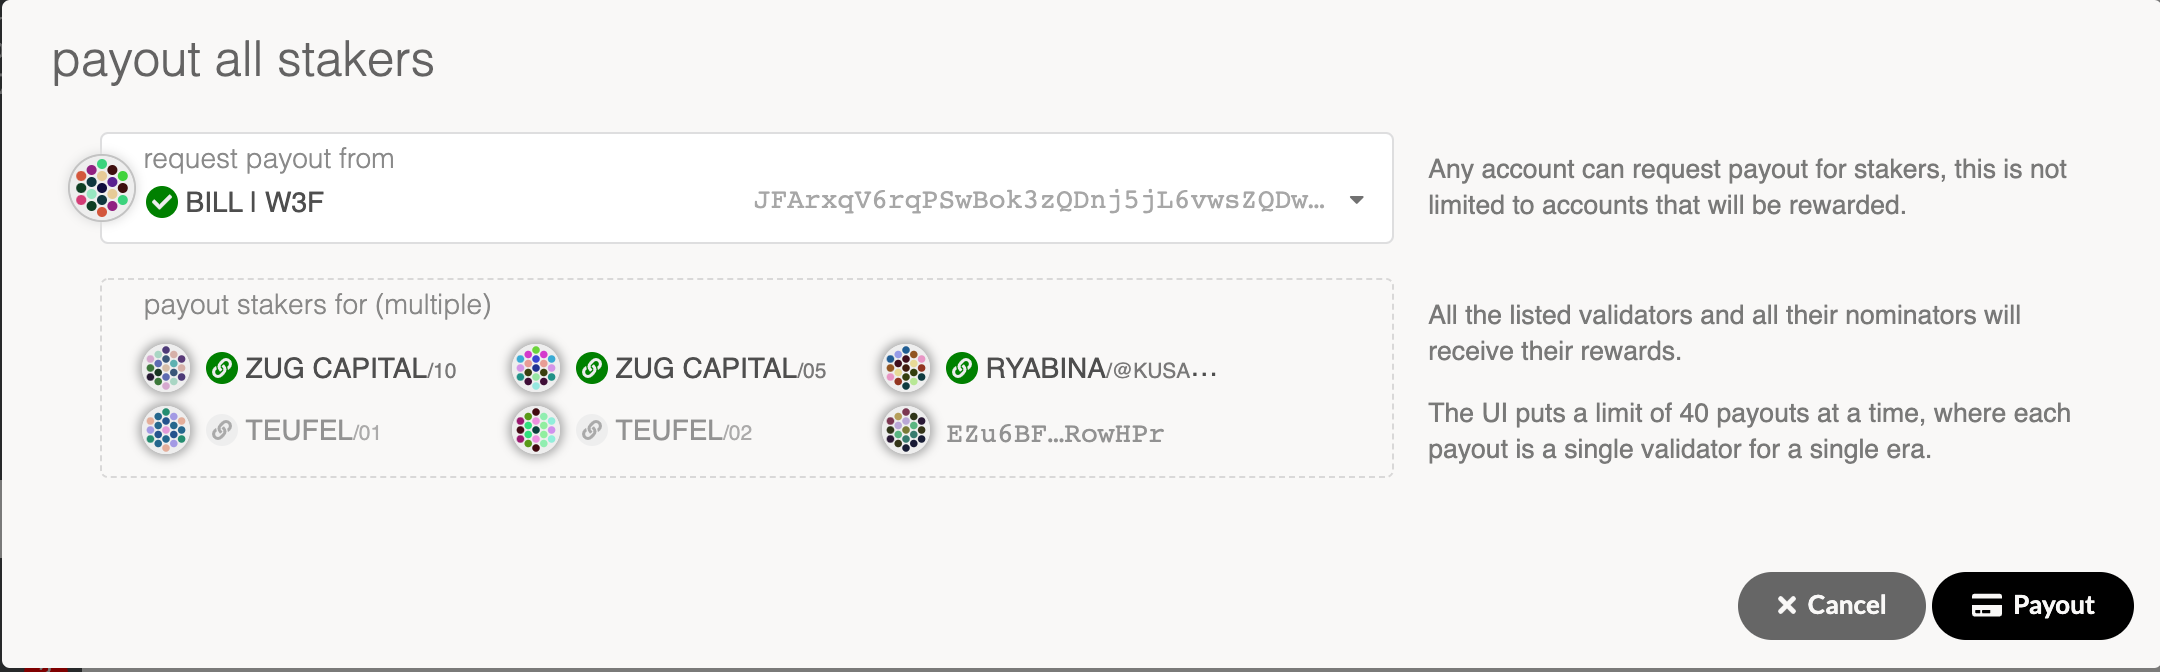 payout all stakers
request payout from
BILL | W3F
JFArxqV6rqPSwBok3zQDnj5jL6vwsZQDw…
Any account can request payout for stakers, this is not
limited to accounts that will be rewarded.
payout stakers for (multiple)
ZUG CAPITAL/10
ZUG CAPITAL/05
RYABINA/@KUSA…
TEUFEL/01
TEUFEL/02
EZu6BF…RowHPr
All the listed validators and all their nominators will
receive their rewards.
The UI puts a limit of 40 payouts at a time, where each
payout is a single validator for a single era.
Cancel
Payout